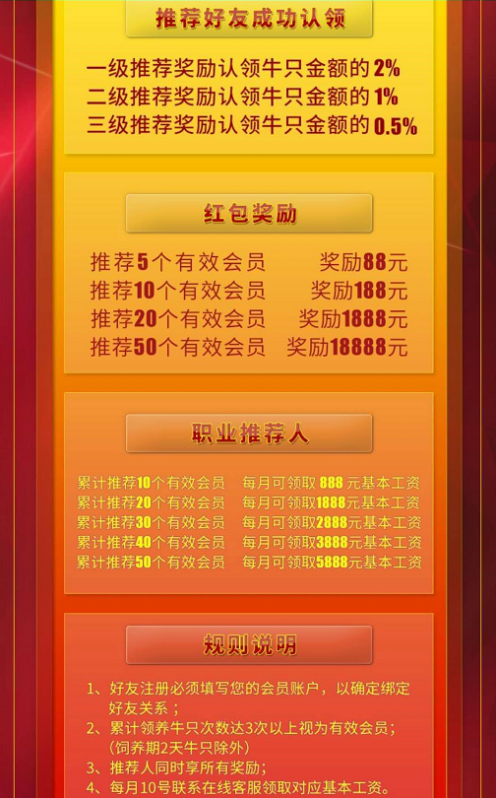 推荐好友成功认领
一级推荐奖励认领牛只金额的 2%
二级推荐奖励认领牛只金额的 1%
三级推荐奖励认领牛只金额的 0.5%
红包奖励
推荐5个有效会员 奖励88元
推荐10个有效会员 奖励188元
推荐20个有效会员 奖励1888元
推荐50个有效会员 奖励18888元
职业推荐人
累计推荐10个有效会员 每月可领取 888 元基本工资
累计推荐20个有效会员 每月可领取1888元基本工资
累计推荐30个有效会员 每月可领取2888元基本工资
累计推荐40个有效会员 每月可领取3888元基本工资
累计推荐50个有效会员 每月可领取5888元基本工资
规则说明
1、好友注册必须填写您的会员账户，以确定绑定
好友关系；
2、累计领养牛只次数达3次以上视为有效会员；
（饲养期2天牛只除外）
3、推荐人同时享所有奖励；
4、每月10号联系在线客服领取对应基本工资。